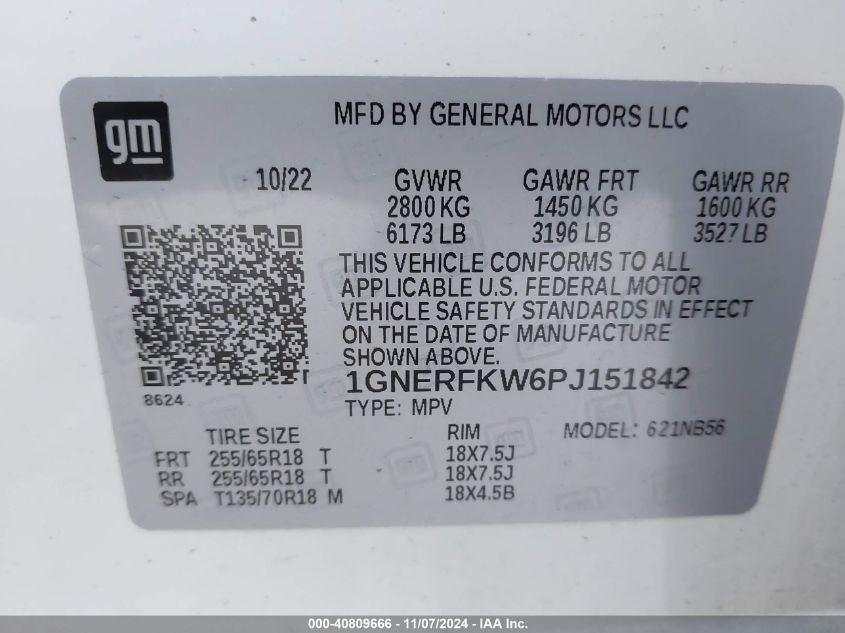 gm
MFD BY GENERAL MOTORS LLC
10/22 GVWR GAWR FRT GAWR RR
2800 KG 1450 KG 1600 KG
6173 LB 3196 LB 3527 LB
THIS VEHICLE CONFORMS TO ALL
APPLICABLE U.S. FEDERAL MOTOR
VEHICLE SAFETY STANDARDS IN EFFECT
ON THE DATE OF MANUFACTURE
SHOWN ABOVE.
1GNERFKW6PJ151842
8624
TYPE: MPV
TIRE SIZE RIM MODEL: 621NB56
FRT 255/65R18 T 18X7.5J
RR 255/65R18 T 18X7.5J
SPA T135/70R18 M 18X4.5B
000-40809666 - 11/07/2024 - IAA Inc.